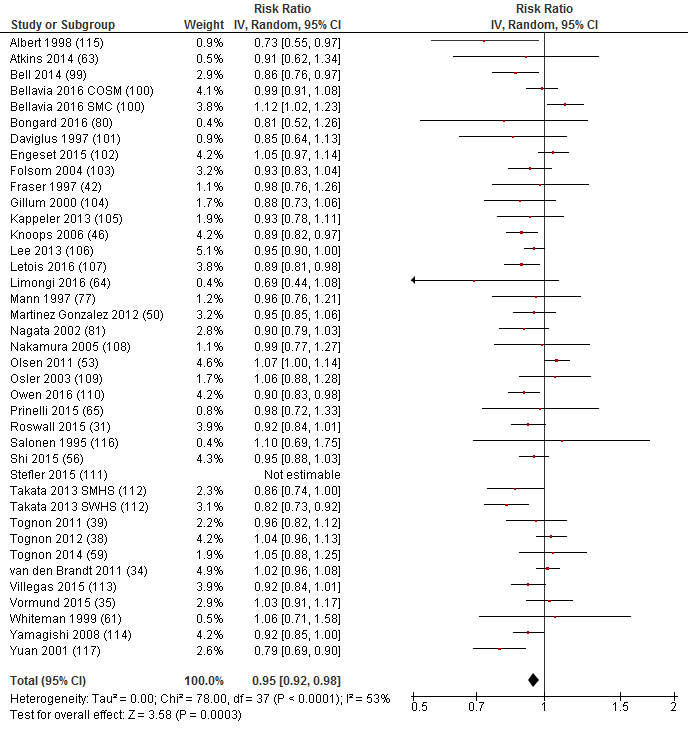 Risk Ratio Risk Ratio
Study or Subgroup Weight IV, Random, 95% CI IV, Random, 95% CI
Albert 1998 (115) 0.9% 0.73 [0.55, 0.97]
Atkins 2014 (63) 0.5% 0.91 [0.62, 1.34]
Bell 2014 (99) 2.9% 0.86 [0.76, 0.97]
Bellavia 2016 COSM (100) 4.1% 0.99 [0.91, 1.08]
Bellavia 2016 SMC (100) 3.8% 1.12 [1.02, 1.23]
Bongard 2016 (80) 0.4% 0.81 [0.52, 1.26]
Daviglus 1997 (101) 0.9% 0.85 [0.64, 1.13]
Engeset 2015 (102) 4.2% 1.05 [0.97, 1.14]
Folsom 2004 (103) 3.2% 0.93 [0.83, 1.04]
Fraser 1997 (42) 1.1% 0.98 [0.76, 1.26]
Gillum 2000 (104) 1.7% 0.88 [0.73, 1.06]
Kappeler 2013 (105) 1.9% 0.93 [0.78, 1.11]
Knoops 2006 (46) 4.2% 0.89 [0.82, 0.97]
Lee 2013 (106) 5.1% 0.95 [0.90, 1.00]
Letois 2016 (107) 3.8% 0.89 [0.81, 0.98]
Limongi 2016 (64) 0.4% 0.69 [0.44, 1.08]
Mann 1997 (77) 1.2% 0.96 [0.76, 1.21]
Martinez Gonzalez 2012 (50) 3.2% 0.95 [0.85, 1.06]
Nagata 2002 (81) 2.8% 0.90 [0.79, 1.03]
Nakamura 2005 (108) 1.1% 0.99 [0.77, 1.27]
Olsen 2011 (53) 4.6% 1.07 [1.00, 1.14]
Osler 2003 (109) 1.7% 1.06 [0.88, 1.28]
Owen 2016 (110) 4.2% 0.90 [0.83, 0.98]
Prinelli 2015 (65) 0.8% 0.98 [0.72, 1.33]
Roswall 2015 (31) 3.9% 0.92 [0.84, 1.01]
Salonen 1995 (116) 0.4% 1.10 [0.69, 1.75]
Shi 2015 (56) 4.3% 0.95 [0.88, 1.03]
Stefler 2015 (111) Not estimable
Takata 2013 SMHS (112) 2.3% 0.86 [0.74, 1.00]
Takata 2013 SWHS (112) 3.1% 0.82 [0.73, 0.92]
Tognon 2011 (39) 2.2% 0.96 [0.82, 1.12]
Tognon 2012 (38) 4.2% 1.04 [0.96, 1.13]
Tognon 2014 (59) 1.9% 1.05 [0.88, 1.25]
van den Brandt 2011 (34) 4.9% 1.02 [0.96, 1.08]
Villegas 2015 (113) 3.9% 0.92 [0.84, 1.01]
Vormund 2015 (35) 2.9% 1.03 [0.91, 1.17]
Whiteman 1999 (61) 0.5% 1.06 [0.71, 1.58]
Yamagishi 2008 (114) 4.2% 0.92 [0.85, 1.00]
Yuan 2001 (117) 2.6% 0.79 [0.69, 0.90]
Total (95% CI) 100.0% 0.95 [0.92, 0.98]
Heterogeneity: Tau² = 0.00; Chi² = 78.00, df = 37 (P < 0.0001); I² = 53%
Test for overall effect: Z = 3.58 (P = 0.0003)
0.5 0.7 1 1.5 2